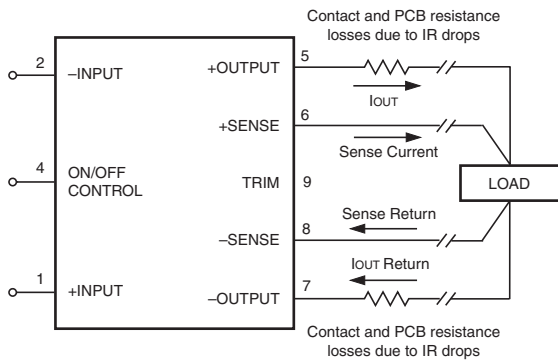 Contact and PCB resistance
losses due to IR drops
2
–INPUT
+OUTPUT
5
IOUT
+SENSE
6
Sense Current
4
ON/OFF
CONTROL
TRIM
9
LOAD
Sense Return
–SENSE
8
IOUT Return
1
+INPUT
–OUTPUT
7
Contact and PCB resistance
losses due to IR drops